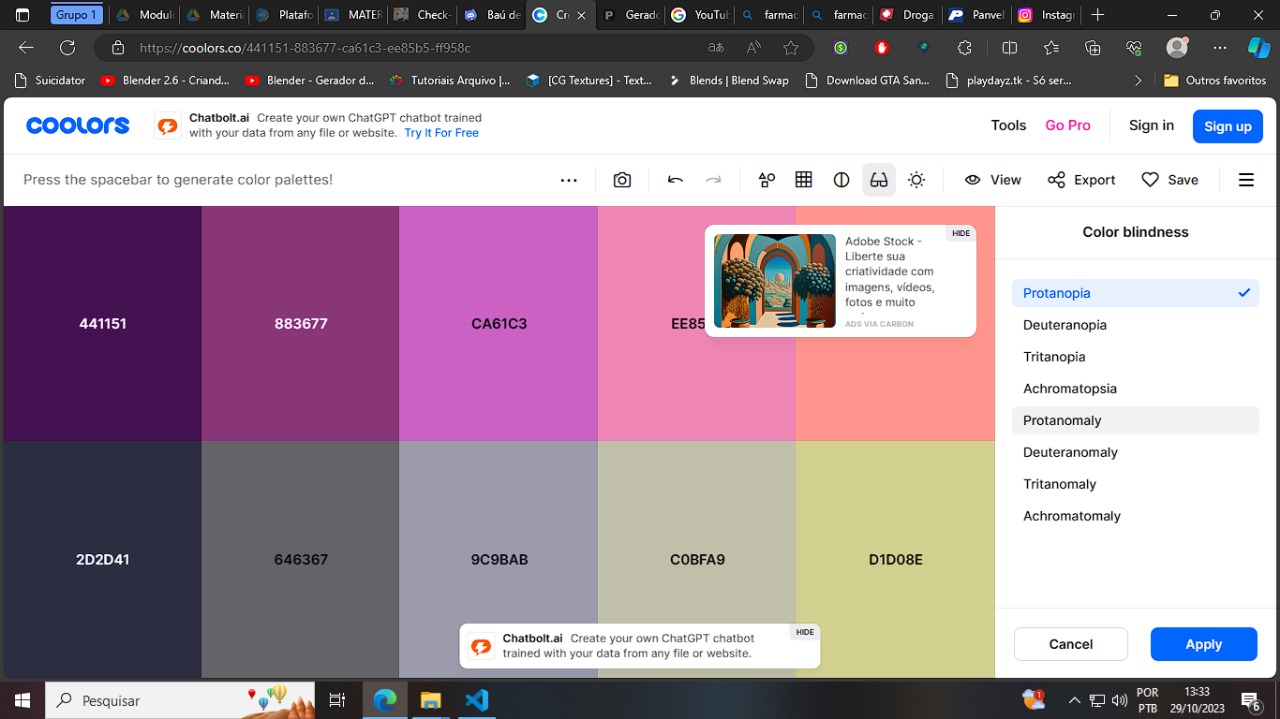 Grupo 1
Modulo
Materia
Platafo
MATER
Check-
Baú de
Co
Gerado
YouTub
farmac
farmac
Droga
Panvel
Instagr
https://coolors.co/441151-883677-ca61c3-ee85b5-ff958c
Suicidator
Blender 2.6 - Criand...
Blender - Gerador d...
Tutoriais Arquivo |...
[CG Textures] - Text...
Blends | Blend Swap
Download GTA San...
playdayz.tk - Só ser...
Outros favoritos
coolors
Chatbolt.ai Create your own ChatGPT chatbot trained
with your data from any file or website. Try It For Free
Tools
Go Pro
Sign in
Sign up
Press the spacebar to generate color palettes!
View
Export
Save
441151
883677
CA61C3
EE85
HIDE
Adobe Stock -
Liberte sua
criatividade com
imagens, vídeos,
fotos e muito
ADS VIA CARBON
2D2D41
646367
9C9BAB
C0BFA9
D1D08E
Chatbolt.ai Create your own ChatGPT chatbot
trained with your data from any file or website.
HIDE
Color blindness
Protanopia
Deuteranopia
Tritanopia
Achromatopsia
Protanomaly
Deuteranomaly
Tritanomaly
Achromatomaly
Cancel
Apply
Pesquisar
1
POR
PTB
13:33
29/10/2023
6